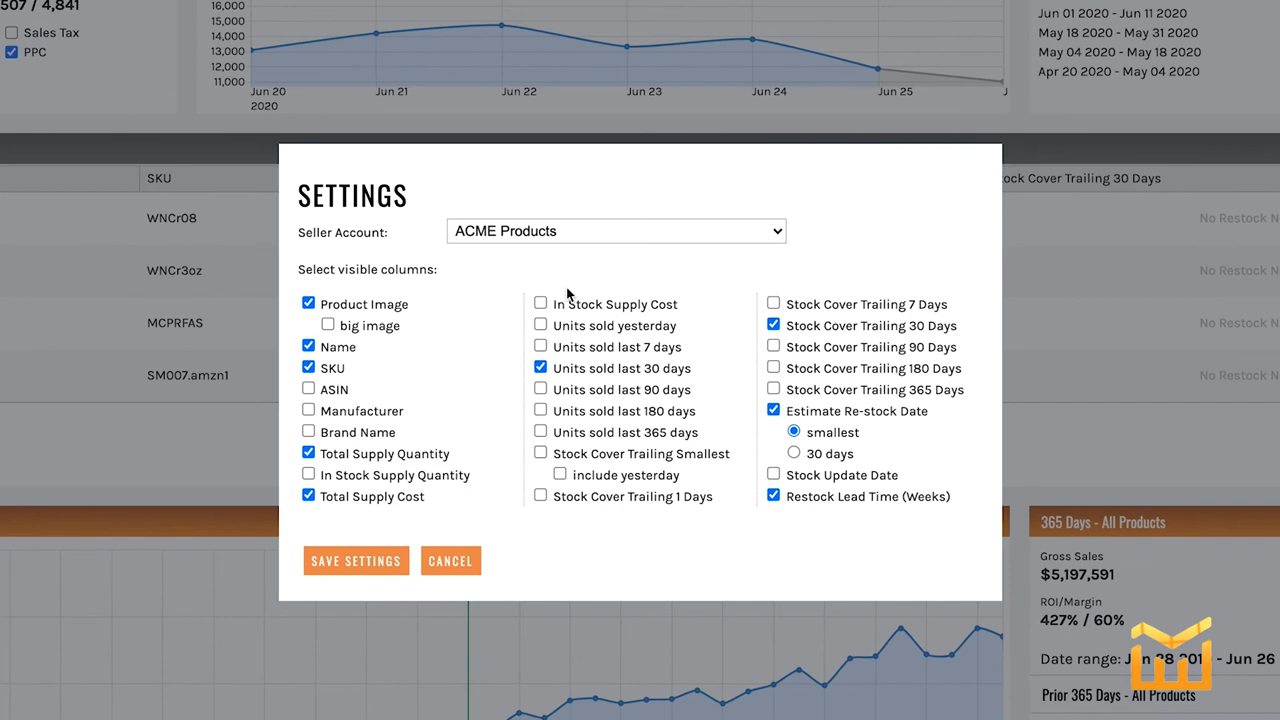 507 / 4,841
Sales Tax
PPC
16,000
15,000
14,000
13,000
12,000
11,000
Jun 20
2020
Jun 21
Jun 22
Jun 23
Jun 24
Jun 25
J
Jun 01 2020 - Jun 11 2020
May 18 2020 - May 31 2020
May 04 2020 - May 18 2020
Apr 20 2020 - May 04 2020
SKU
ock Cover Trailing 30 Days
WNCr08
No Restock N
WNCr3oz
No Restock N
MCPRFAS
No Restock N
SM007.amzn1
No Restock N
SETTINGS
Seller Account:
ACME Products
Select visible columns:
Product Image
big image
Name
SKU
ASIN
Manufacturer
Brand Name
Total Supply Quantity
In Stock Supply Quantity
Total Supply Cost
In Stock Supply Cost
Units sold yesterday
Units sold last 7 days
Units sold last 30 days
Units sold last 90 days
Units sold last 180 days
Units sold last 365 days
Stock Cover Trailing Smallest
include yesterday
Stock Cover Trailing 1 Days
Stock Cover Trailing 7 Days
Stock Cover Trailing 30 Days
Stock Cover Trailing 90 Days
Stock Cover Trailing 180 Days
Stock Cover Trailing 365 Days
Estimate Re-stock Date
smallest
30 days
Stock Update Date
Restock Lead Time (Weeks)
SAVE SETTINGS
CANCEL
365 Days - All Products
Gross Sales
$5,197,591
ROI/Margin
427% / 60%
Date range: - Jun 26
Prior 365 Days - All Products